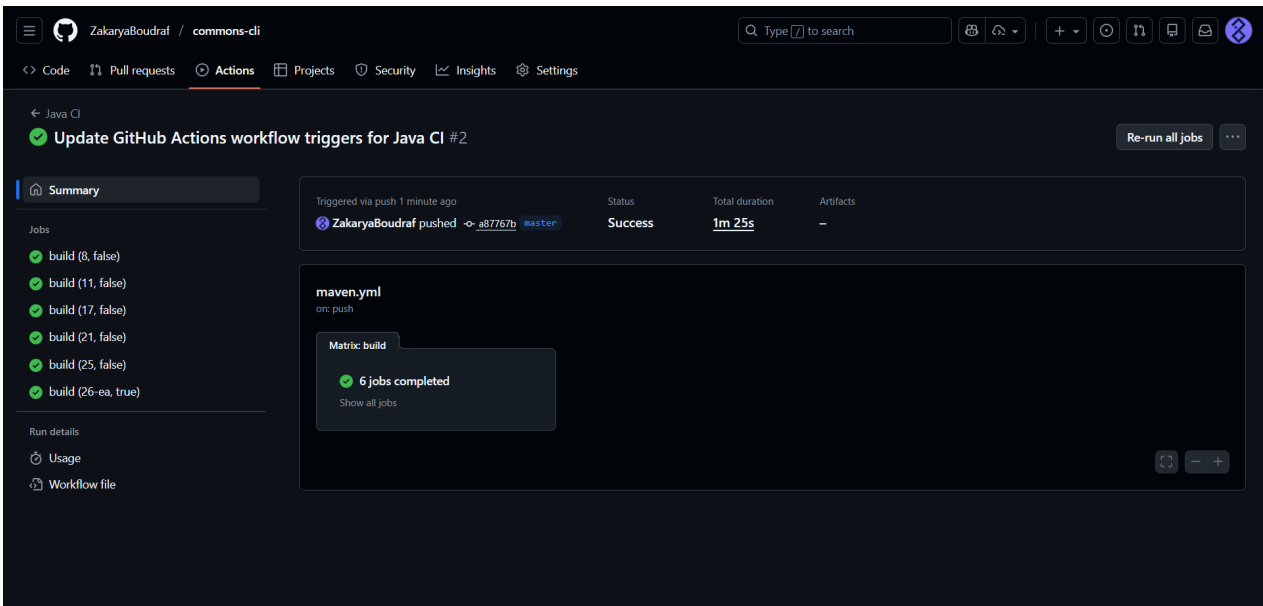 ZakaryaBoudraf / commons-cli
Type / to search
Code Pull requests Actions Projects Security Insights Settings
← Java CI
Update GitHub Actions workflow triggers for Java CI #2
Re-run all jobs
Summary
Jobs
build (8, false)
build (11, false)
build (17, false)
build (21, false)
build (25, false)
build (26-ea, true)
Run details
Usage
Workflow file
Triggered via push 1 minute ago
ZakaryaBoudraf pushed a87767b master
Status
Success
Total duration
1m 25s
Artifacts
–
maven.yml
on: push
Matrix: build
6 jobs completed
Show all jobs